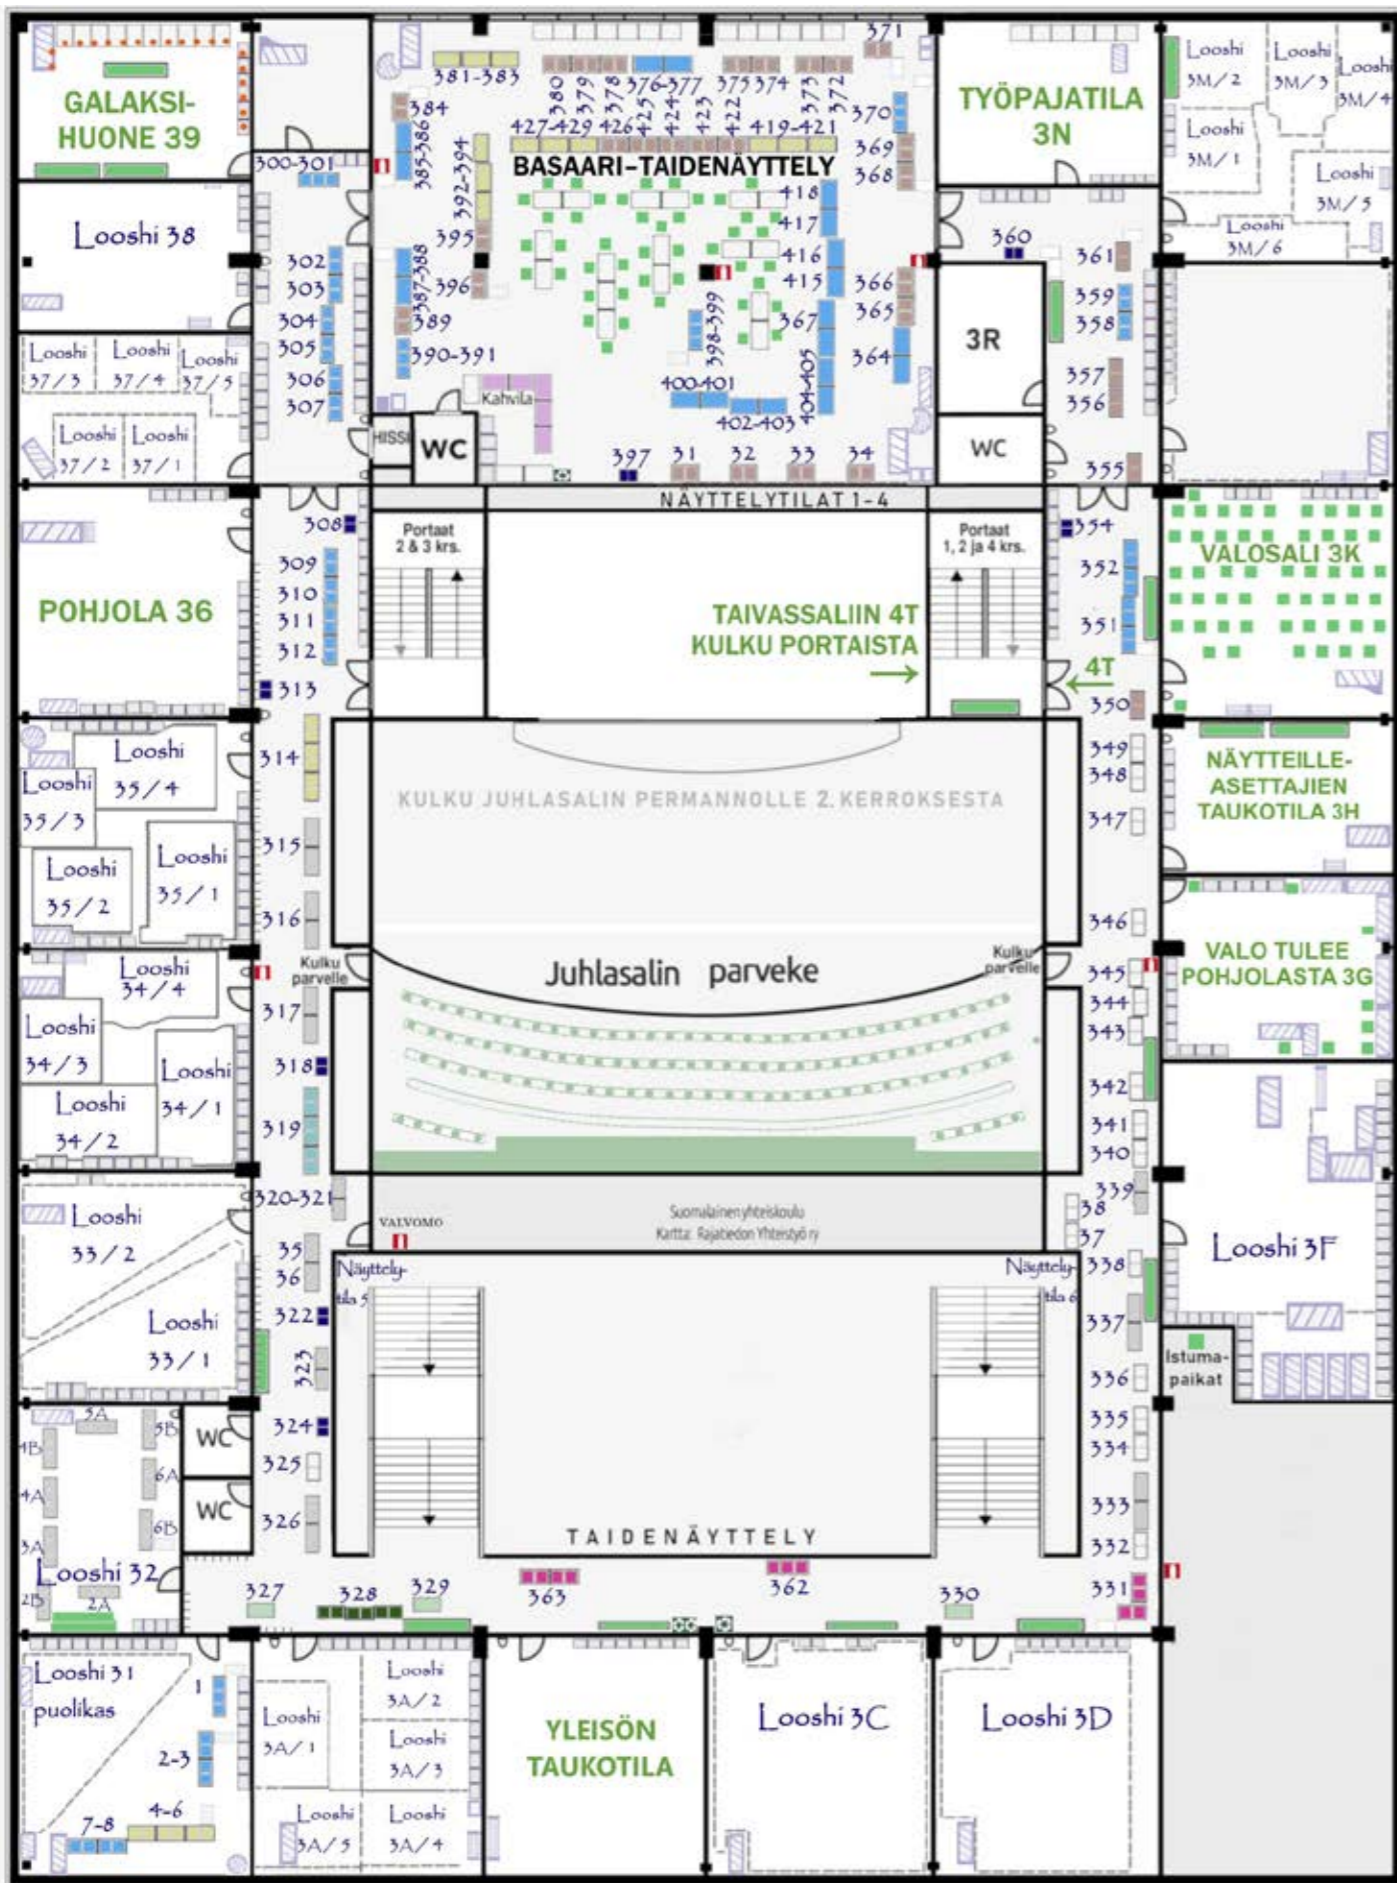 GALAKSI-
HUONE 39
Looshi 38
Looshi
37/3
Looshi
37/4
Looshi
37/5
Looshi
37/2
Looshi
37/1
POHJOLA 36
Looshi
35/4
Looshi
35/3
Looshi
35/2
Looshi
35/1
Looshi
34/4
Looshi
34/3
Looshi
34/1
Looshi
34/2
Looshi
33/2
Looshi
33/1
5A
5B
4B
6A
4A
6B
3A
Looshi 32
2B
2A
WC
WC
Looshi 31
puolikas
1
2-3
4-6
7-8
300-301
302
303
304
305
306
307
308
309
310
311
312
313
314
315
316
317
318
319
320-321
35
36
322
323
324
325
326
327
328
329
363
362
330
331
381-383
380
379
378
376-377
375
374
373
372
371
384
385-386
427-429
426
425
424
423
422
419-421
370
369
368
BASAARI-TAIDENÄYTTELY
392-394
395
396
387-388
389
390-391
418
417
416
415
366
365
367
364
398-399
404-405
400-401
402-403
Kahvila
HISSI
WC
397
31
32
33
34
NÄYTTELYTILAT 1-4
Portaat
2 & 3 krs.
Portaat
1, 2 ja 4 krs.
TAIVASSALIIN 4T
KULKU PORTAISTA
4T
KULKU JUHLASALIN PERMANNOLLE 2. KERROKSESTA
Kulku
parvelle
Juhlasalin parveke
Kulku
parvelle
VALVOMO
Suomalainen yhteiskoulu
Kartta: Rajatiedon Yhteistyö ry
Näyttely-
tila 5
Näyttely-
tila 6
TAIDENÄYTTELY
TYÖPAJATILA
3N
360
361
359
358
357
356
355
3R
WC
354
352
351
350
349
348
347
346
345
344
343
342
341
340
339
38
37
338
337
336
335
334
333
332
Looshi
3M/2
Looshi
3M/3
Looshi
3M/4
Looshi
3M/1
Looshi
3M/5
Looshi
3M/6
VALOSALI 3K
NÄYTTEILLE-
ASETTAJIEN
TAUKOTILA 3H
VALO TULEE
POHJOLASTA 3G
Looshi 3F
Istuma-
paikat
Looshi
3A/2
Looshi
3A/1
Looshi
3A/3
Looshi
3A/5
Looshi
3A/4
YLEISÖN
TAUKOTILA
Looshi 3C
Looshi 3D